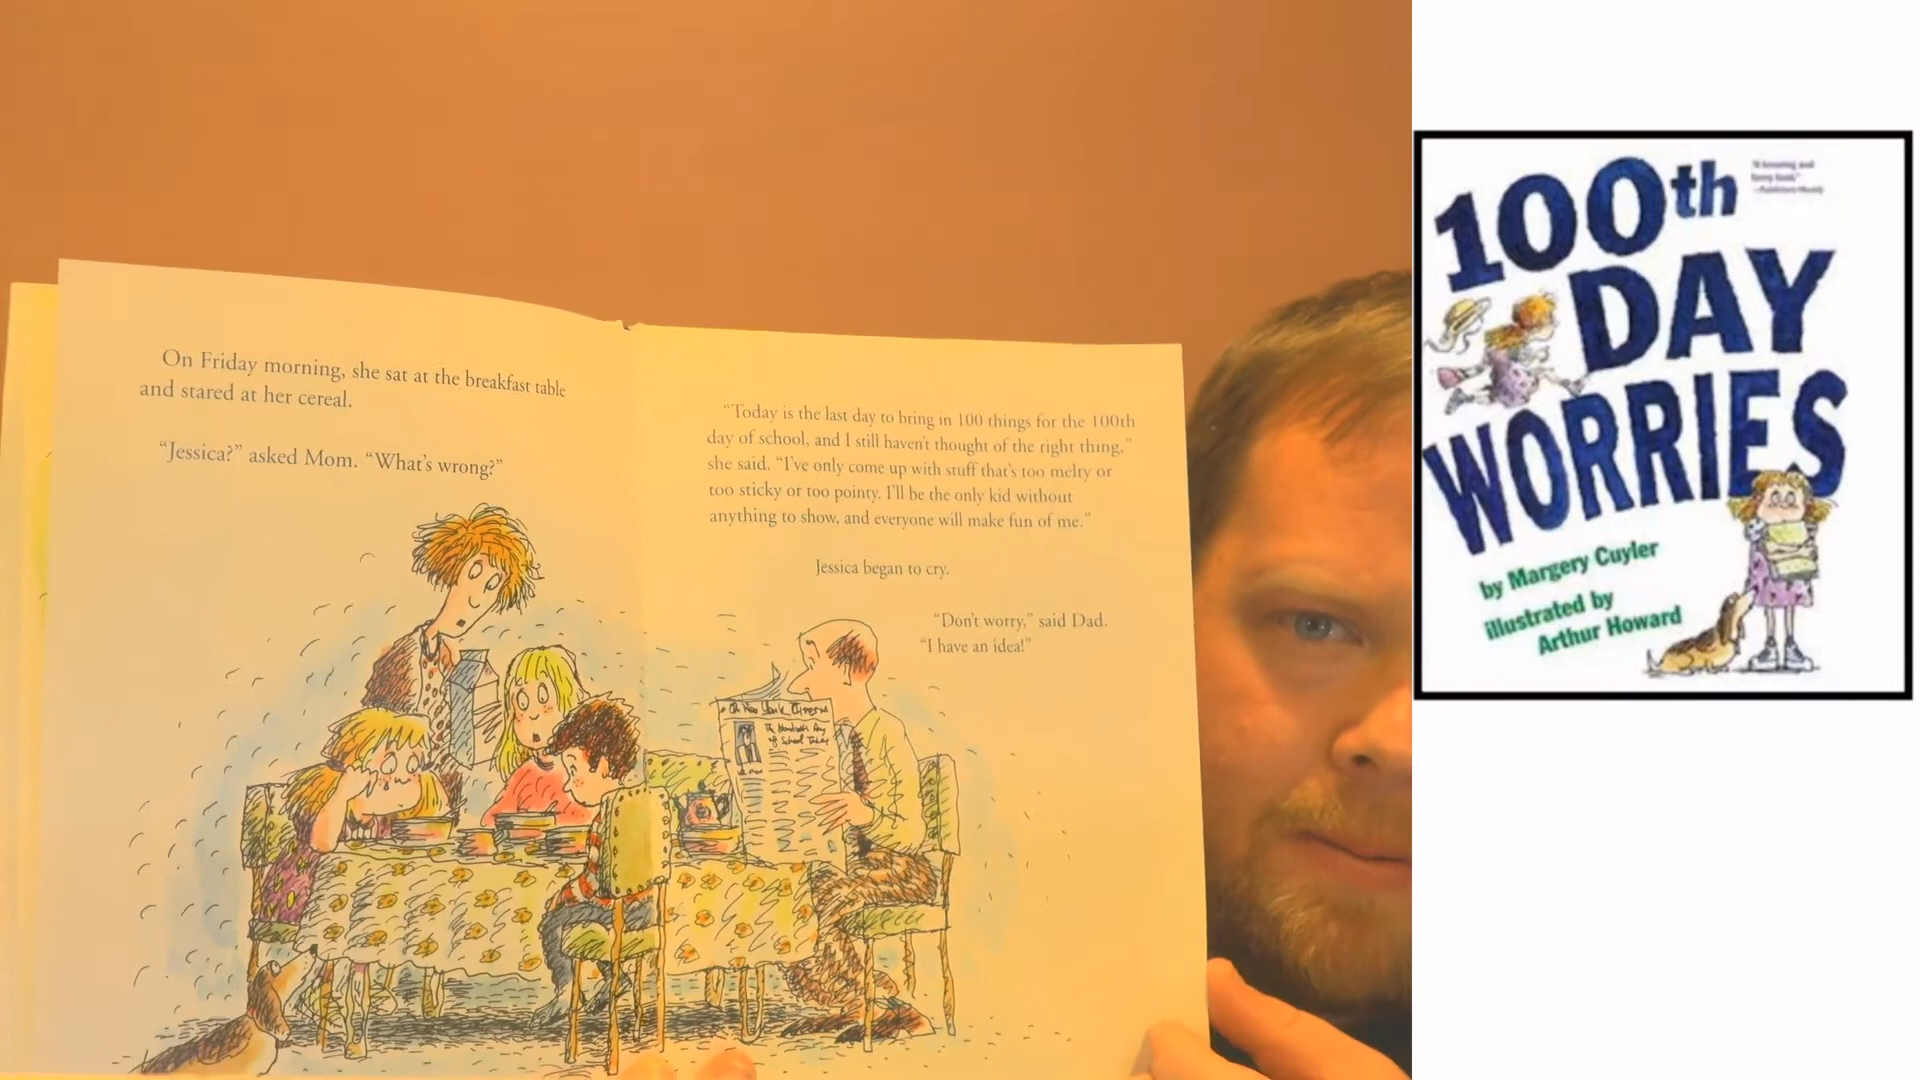 On Friday morning, she sat at the breakfast table
and stared at her cereal.
“Jessica?” asked Mom. “What’s wrong?”
“Today is the last day to bring in 100 things for the 100th
day of school, and I still haven’t thought of the right thing,”
she said. “I’ve only come up with stuff that’s too melty or
too sticky or too pointy. I’ll be the only kid without
anything to show, and everyone will make fun of me.”
Jessica began to cry.
“Don’t worry,” said Dad.
“I have an idea!”
100th
DAY
WORRIES
by Margery Cuyler
illustrated by
Arthur Howard